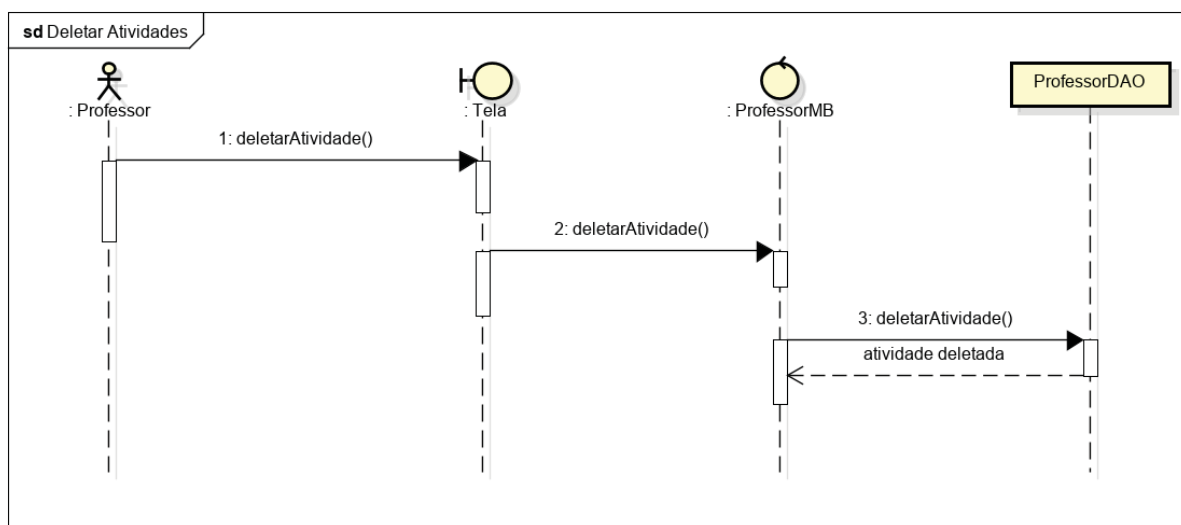 sd Deletar Atividades
: Professor
: Tela
: ProfessorMB
ProfessorDAO
1: deletarAtividade()
2: deletarAtividade()
3: deletarAtividade()
atividade deletada